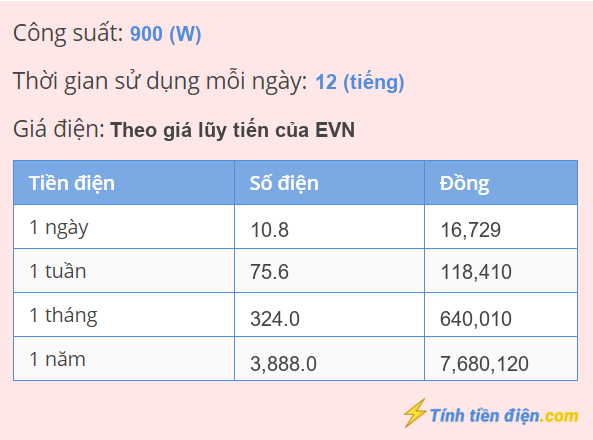 Công suất: 900 (W)
Thời gian sử dụng mỗi ngày: 12 (tiếng)
Giá điện: Theo giá lũy tiến của EVN
Tiền điện Số điện Đồng
1 ngày 10.8 16,729
1 tuần 75.6 118,410
1 tháng 324.0 640,010
1 năm 3,888.0 7,680,120
Tính tiền điện.com